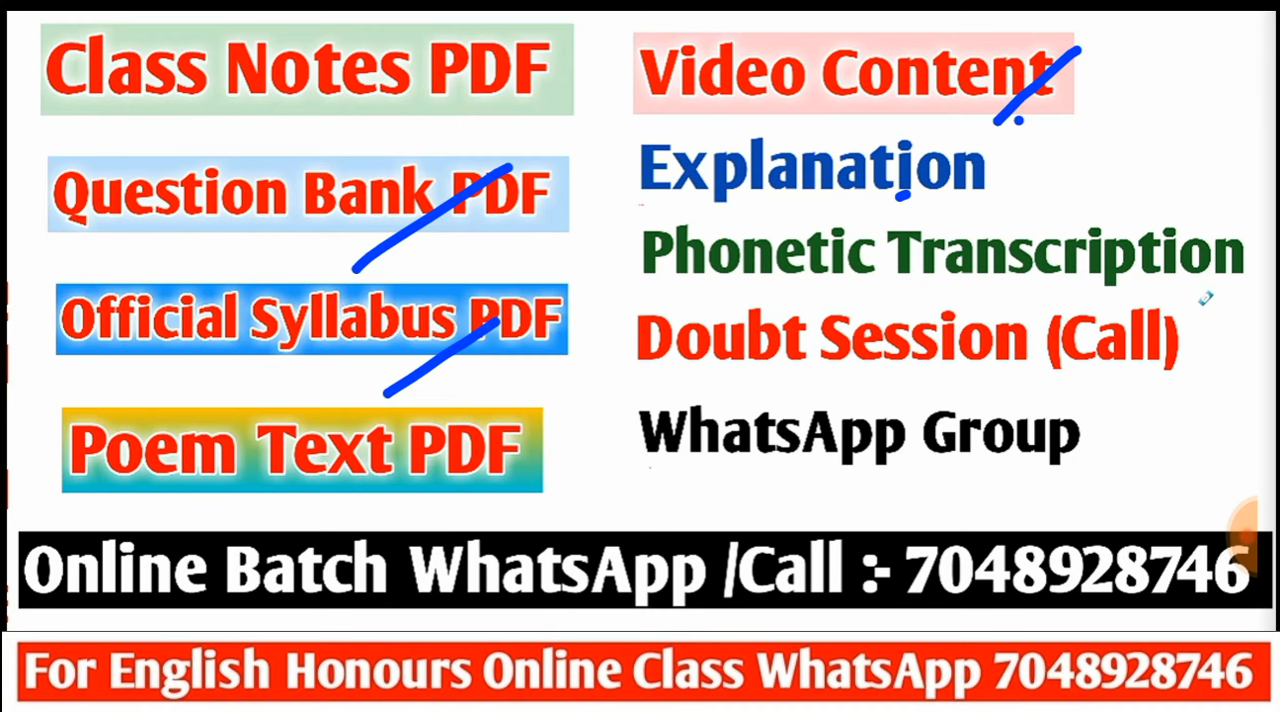 Class Notes PDF
Question Bank PDF
Official Syllabus PDF
Poem Text PDF
Video Content
Explanation
Phonetic Transcription
Doubt Session (Call)
WhatsApp Group
Online Batch WhatsApp /Call :- 7048928746
For English Honours Online Class WhatsApp 7048928746